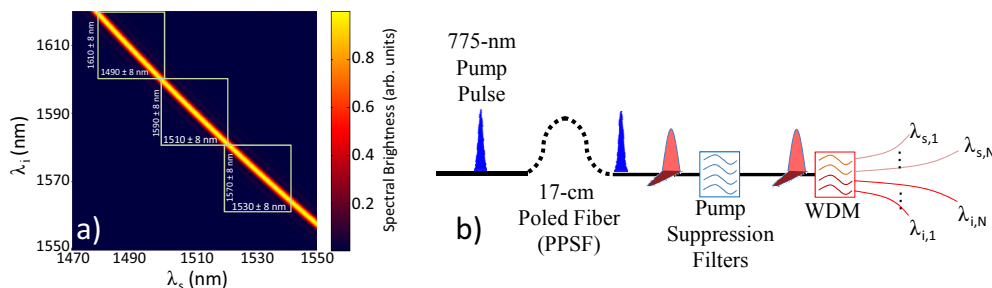 1610
1590
1570
1550
λi (nm)
1610 ± 8 nm
1490 ± 8 nm
1590 ± 8 nm
1510 ± 8 nm
1570 ± 8 nm
1530 ± 8 nm
a)
1470 1490 1510 1530 1550
λs (nm)
0.8
0.6
0.4
0.2
Spectral Brightness (arb. units)
b)
775-nm
Pump
Pulse
17-cm
Poled Fiber
(PPSF)
Pump
Suppression
Filters
WDM
λs,1
λs,N
λi,N
λi,1